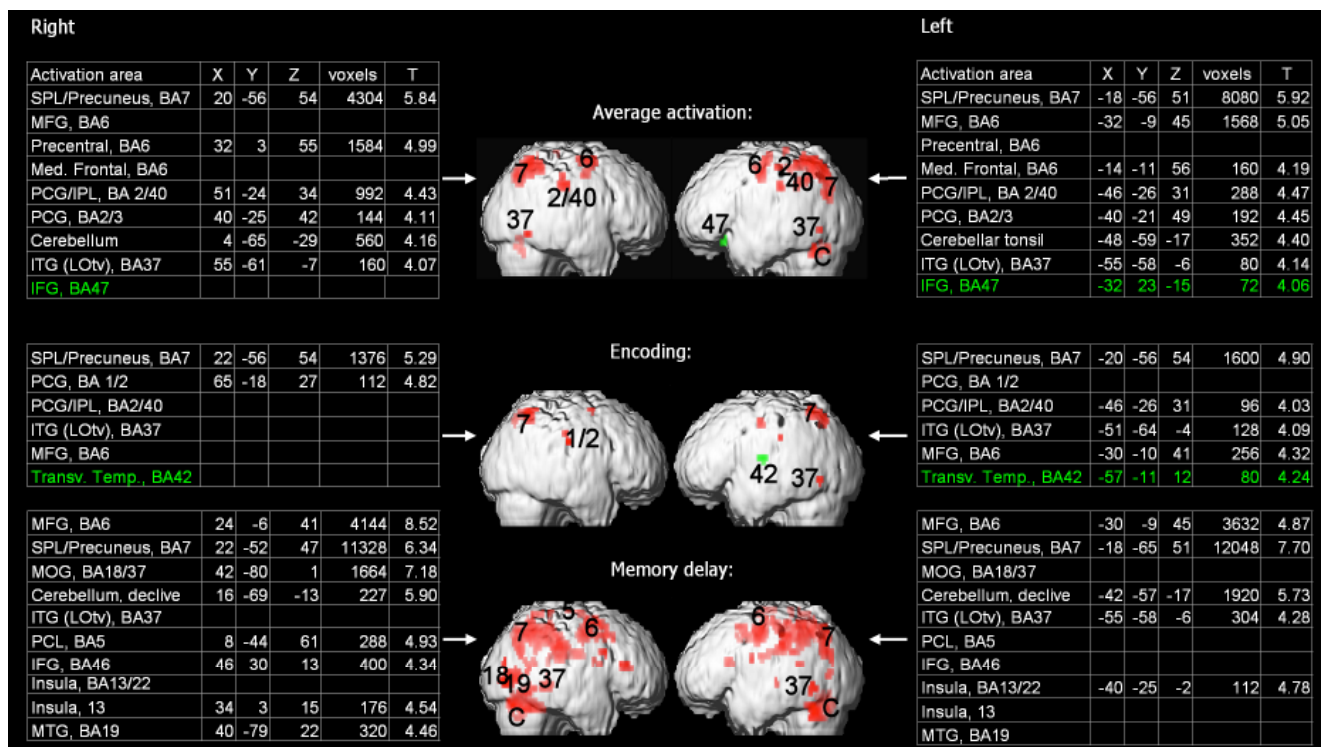 Right
Left
Activation area X Y Z voxels T
SPL/Precuneus, BA7 20 -56 54 4304 5.84
MFG, BA6
Precentral, BA6 32 3 55 1584 4.99
Med. Frontal, BA6
PCG/IPL, BA 2/40 51 -24 34 992 4.43
PCG, BA2/3 40 -25 42 144 4.11
Cerebellum 4 -65 -29 560 4.16
ITG (LOtv), BA37 55 -61 -7 160 4.07
IFG, BA47
Average activation:
7 6 2/40 37
6 2 40 7 47 37 C
Activation area X Y Z voxels T
SPL/Precuneus, BA7 -18 -56 51 8080 5.92
MFG, BA6 -32 -9 45 1568 5.05
Precentral, BA6
Med. Frontal, BA6 -14 -11 56 160 4.19
PCG/IPL, BA 2/40 -46 -26 31 288 4.47
PCG, BA2/3 -40 -21 49 192 4.45
Cerebellar tonsil -48 -59 -17 352 4.40
ITG (LOtv), BA37 -55 -58 -6 80 4.14
IFG, BA47 -32 23 -15 72 4.06
SPL/Precuneus, BA7 22 -56 54 1376 5.29
PCG, BA 1/2 65 -18 27 112 4.82
PCG/IPL, BA2/40
ITG (LOtv), BA37
MFG, BA6
Transv. Temp., BA42
Encoding:
7 1/2
7 42 37
SPL/Precuneus, BA7 -20 -56 54 1600 4.90
PCG, BA 1/2
PCG/IPL, BA2/40 -46 -26 31 96 4.03
ITG (LOtv), BA37 -51 -64 -4 128 4.09
MFG, BA6 -30 -10 41 256 4.32
Transv. Temp., BA42 -57 -11 12 80 4.24
MFG, BA6 24 -6 41 4144 8.52
SPL/Precuneus, BA7 22 -52 47 11328 6.34
MOG, BA18/37 42 -80 1 1664 7.18
Cerebellum, declive 16 -69 -13 227 5.90
ITG (LOtv), BA37
PCL, BA5 8 -44 61 288 4.93
IFG, BA46 46 30 13 400 4.34
Insula, BA13/22
Insula, 13 34 3 15 176 4.54
MTG, BA19 40 -79 22 320 4.46
Memory delay:
5 7 6 18 19 37 C
6 7 37 C
MFG, BA6 -30 -9 45 3632 4.87
SPL/Precuneus, BA7 -18 -65 51 12048 7.70
MOG, BA18/37
Cerebellum, declive -42 -57 -17 1920 5.73
ITG (LOtv), BA37 -55 -58 -6 304 4.28
PCL, BA5
IFG, BA46
Insula, BA13/22 -40 -25 -2 112 4.78
Insula, 13
MTG, BA19